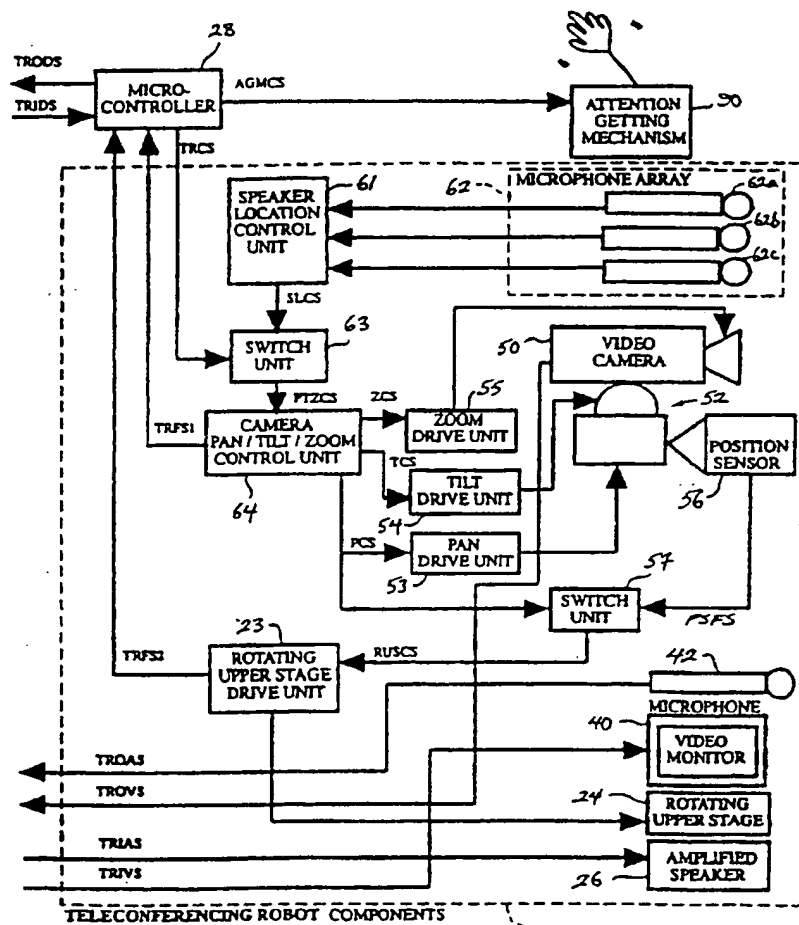 28
TRODS
MICRO-
CONTROLLER
AGMCS
TRIDS
ATTENTION
GETTING
MECHANISM
90
TRCS
SPEAKER
LOCATION
CONTROL
UNIT
61
62
MICROPHONE ARRAY
62a
62b
62c
SLCS
SWITCH
UNIT
63
50
VIDEO
CAMERA
PTZCS
ZCS
55
52
TRFS1
CAMERA
PAN / TILT / ZOOM
CONTROL UNIT
64
ZOOM
DRIVE UNIT
TCS
TILT
DRIVE UNIT
54
POSITION
SENSOR
56
PCS
PAN
DRIVE UNIT
53
57
SWITCH
UNIT
PSFS
23
RUSCS
TRFS2
ROTATING
UPPER STAGE
DRIVE UNIT
42
MICROPHONE
40
VIDEO
MONITOR
TROAS
TROVS
24
ROTATING
UPPER STAGE
TRIAS
AMPLIFIED
SPEAKER
26
TRIVS
TELECONFERENCING ROBOT COMPONENTS